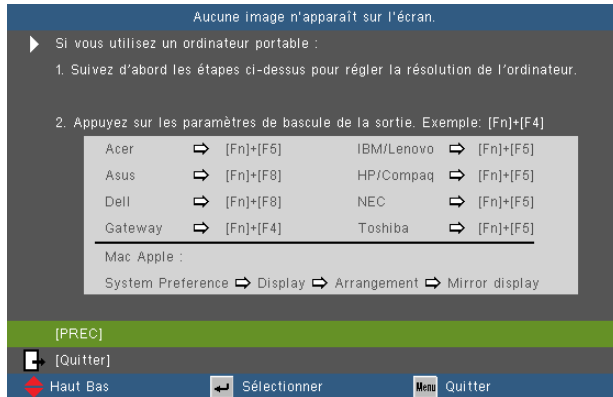 Aucune image n'apparaît sur l'écran.
Si vous utilisez un ordinateur portable :
1. Suivez d'abord les étapes ci-dessus pour régler la résolution de l'ordinateur.
2. Appuyez sur les paramètres de bascule de la sortie. Exemple: [Fn]+[F4]
Acer ⇨ [Fn]+[F5] IBM/Lenovo ⇨ [Fn]+[F5]
Asus ⇨ [Fn]+[F8] HP/Compaq ⇨ [Fn]+[F5]
Dell ⇨ [Fn]+[F8] NEC ⇨ [Fn]+[F5]
Gateway ⇨ [Fn]+[F4] Toshiba ⇨ [Fn]+[F5]
Mac Apple :
System Preference ⇨ Display ⇨ Arrangement ⇨ Mirror display
[PREC]
[Quitter]
Haut Bas Sélectionner Menu Quitter